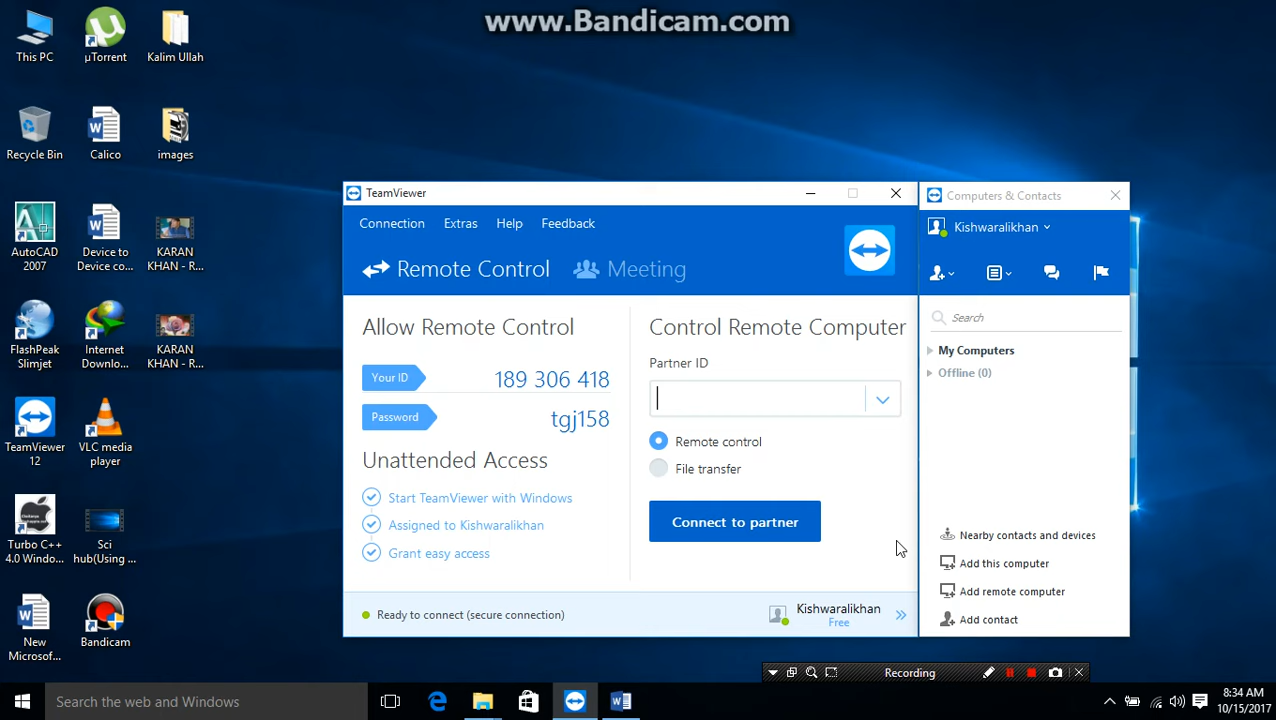 www.Bandicam.com
This PC
µTorrent
Kalim Ullah
Recycle Bin
Calico
images
AutoCAD
2007
Device to
Device co...
KARAN
KHAN - R...
FlashPeak
Slimjet
Internet
Downlo...
KARAN
KHAN - R...
TeamViewer
12
VLC media
player
Turbo C++
4.0 Windo...
Sci
hub(Using ...
New
Microsof...
Bandicam
TeamViewer
Connection Extras Help Feedback
Remote Control Meeting
Allow Remote Control
Your ID 189 306 418
Password tgj158
Unattended Access
Start TeamViewer with Windows
Assigned to Kishwaralikhan
Grant easy access
Control Remote Computer
Partner ID
Remote control
File transfer
Connect to partner
Ready to connect (secure connection)
Kishwaralikhan
Free
Computers & Contacts
Kishwaralikhan
Search
My Computers
Offline (0)
Nearby contacts and devices
Add this computer
Add remote computer
Add contact
Recording
Search the web and Windows
8:34 AM
10/15/2017